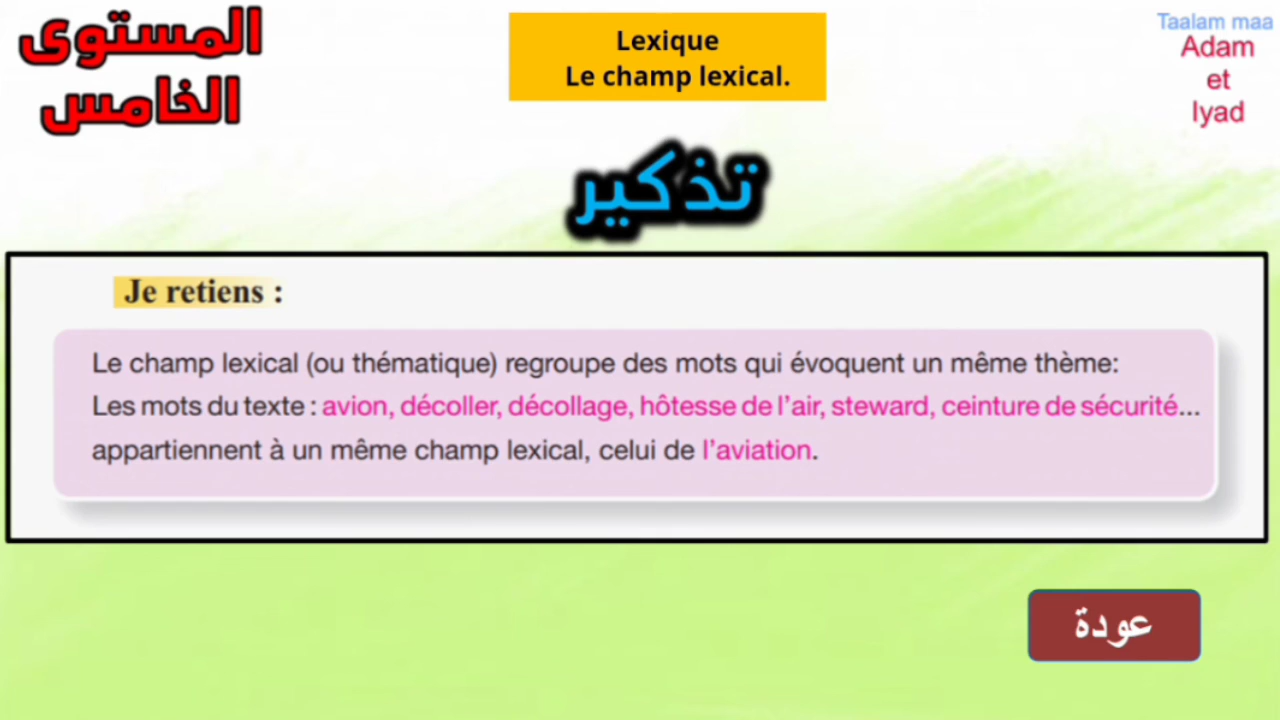 المستوى
الخامس
Lexique
Le champ lexical.
Taalam maa
Adam
et
Iyad
تذكير
Je retiens :
Le champ lexical (ou thématique) regroupe des mots qui évoquent un même thème:
Les mots du texte : avion, décoller, décollage, hôtesse de l'air, steward, ceinture de sécurité...
appartiennent à un même champ lexical, celui de l'aviation.
عودة